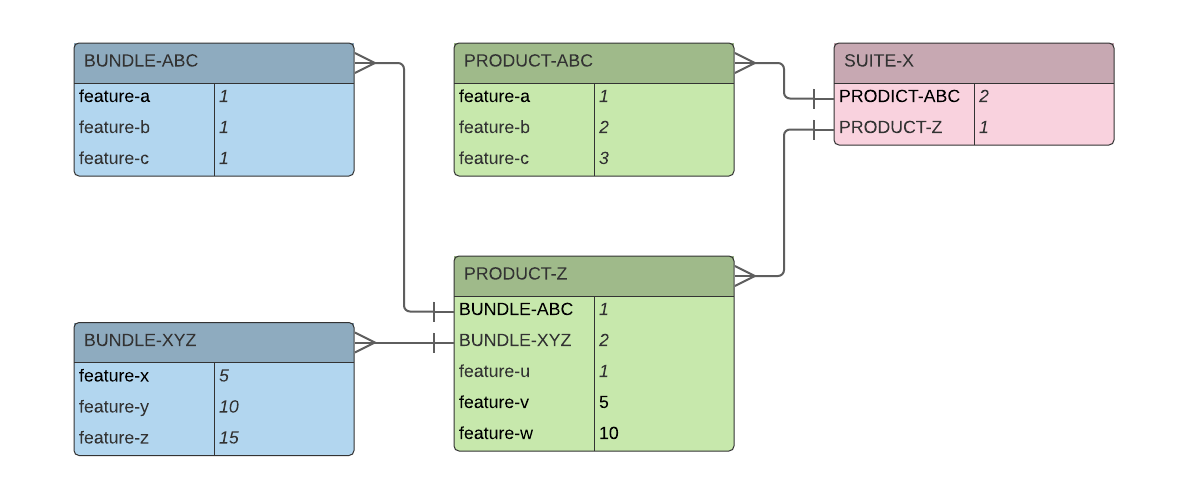 BUNDLE-ABC
feature-a 1
feature-b 1
feature-c 1
PRODUCT-ABC
feature-a 1
feature-b 2
feature-c 3
SUITE-X
PRODICT-ABC 2
PRODUCT-Z 1
BUNDLE-XYZ
feature-x 5
feature-y 10
feature-z 15
PRODUCT-Z
BUNDLE-ABC 1
BUNDLE-XYZ 2
feature-u 1
feature-v 5
feature-w 10